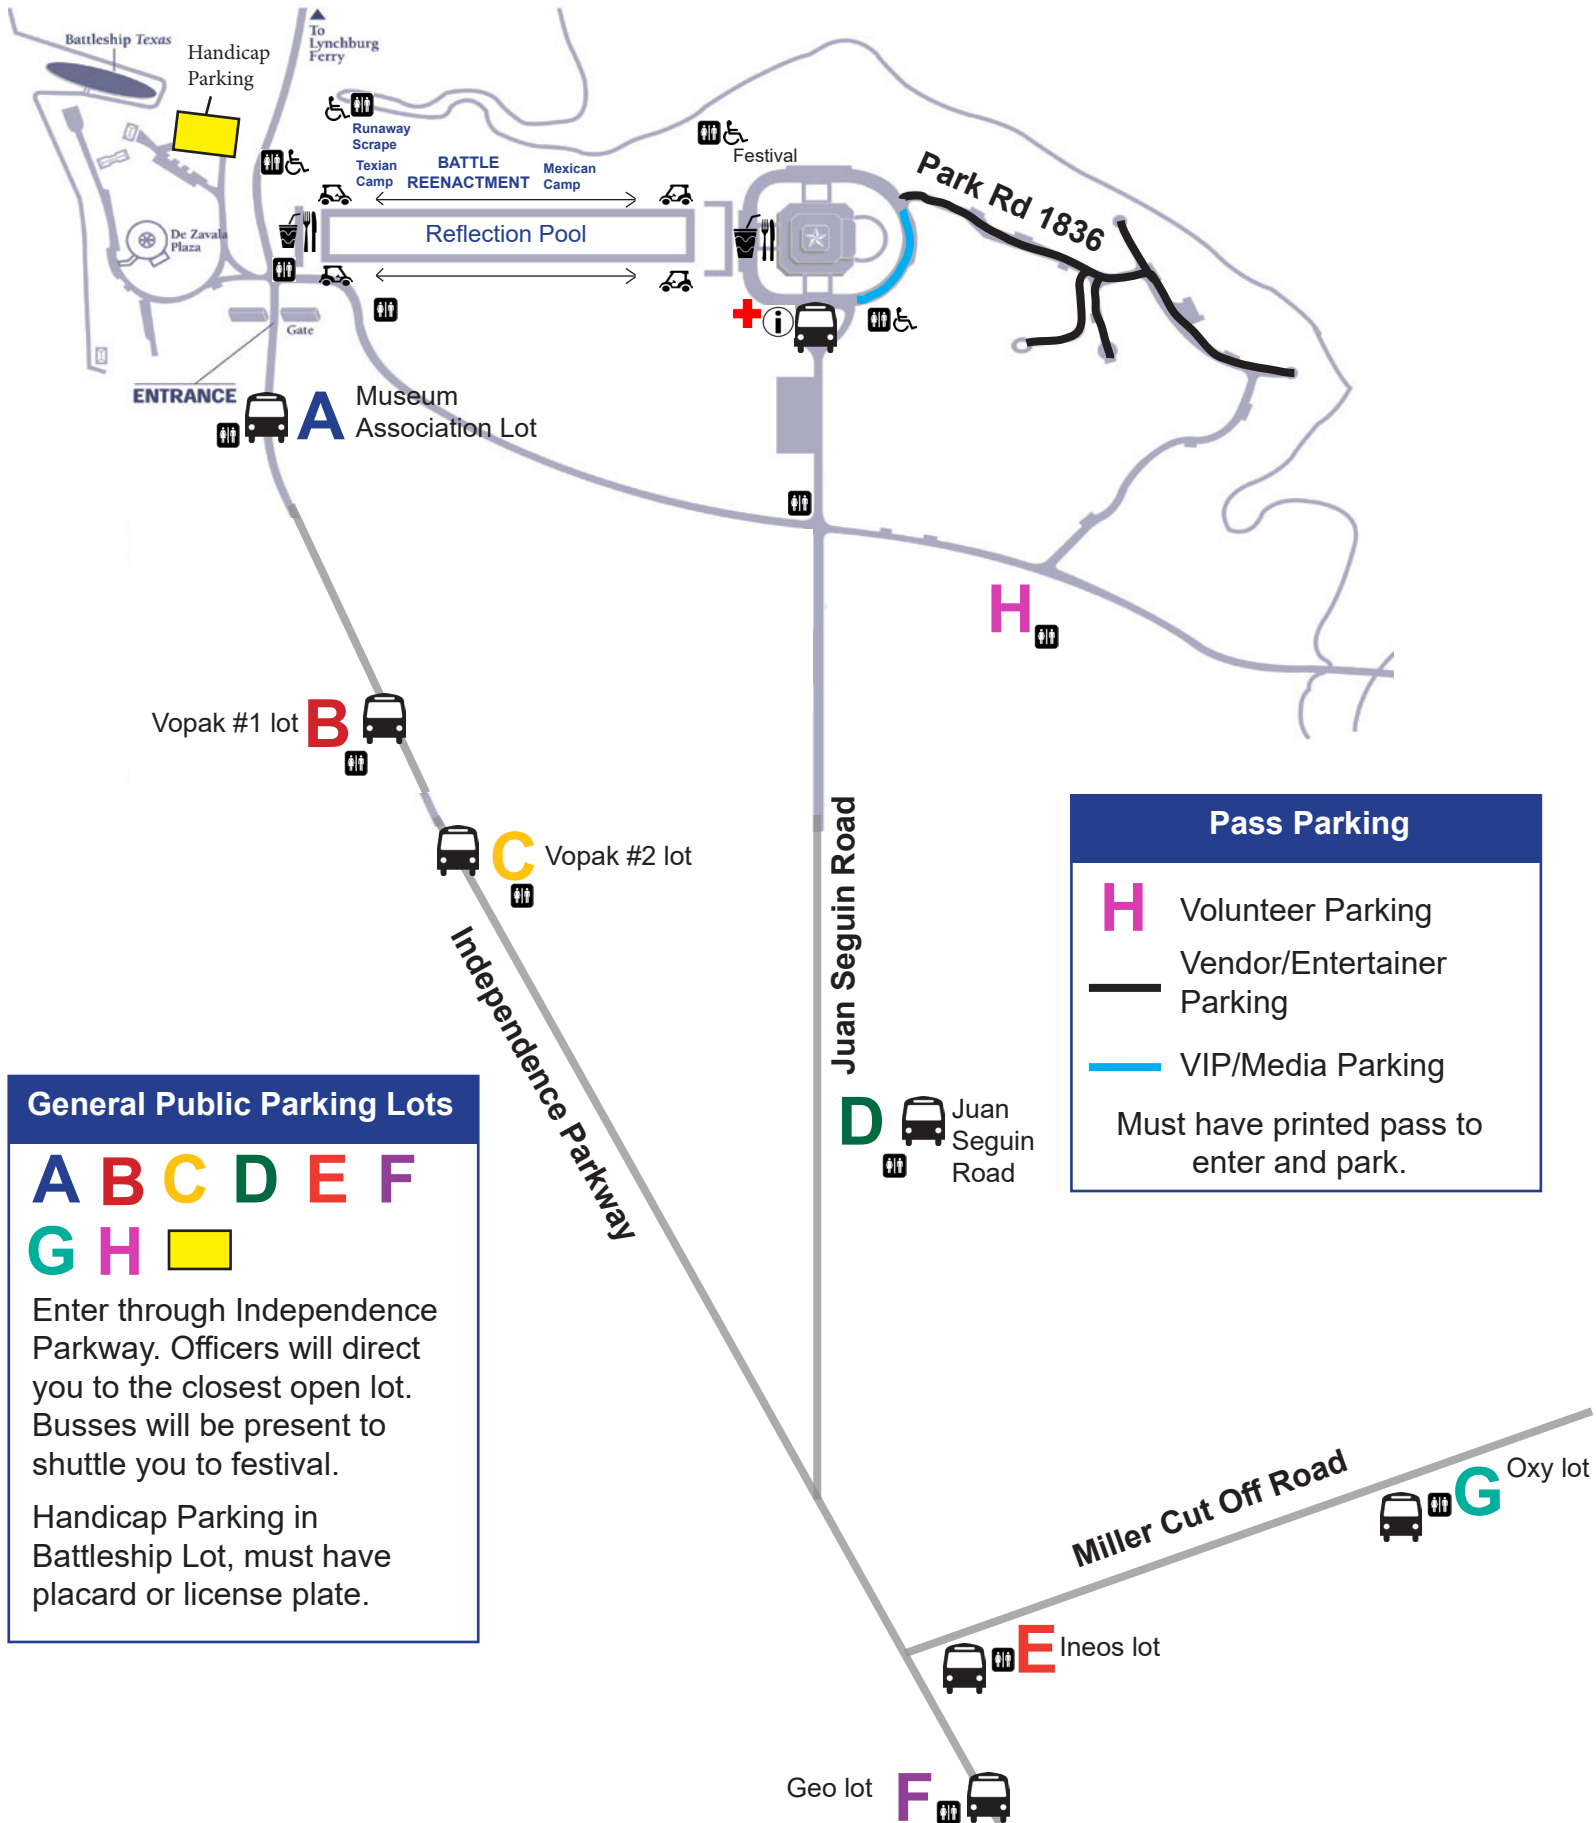 Battleship Texas
Handicap
Parking
To
Lynchburg
Ferry
Runaway
Scrape
Texian
Camp
BATTLE
REENACTMENT
Mexican
Camp
Festival
Park Rd 1836
De Zavala
Plaza
Reflection Pool
i
Gate
ENTRANCE
A
Museum
Association Lot
H
Vopak #1 lot B
C Vopak #2 lot
Independence Parkway
Juan Seguin Road
D
Juan
Seguin
Road
Pass Parking
H Volunteer Parking
Vendor/Entertainer
Parking
VIP/Media Parking
Must have printed pass to
enter and park.
General Public Parking Lots
A B C D E F
G H
Enter through Independence
Parkway. Officers will direct
you to the closest open lot.
Busses will be present to
shuttle you to festival.
Handicap Parking in
Battleship Lot, must have
placard or license plate.
Miller Cut Off Road
G Oxy lot
E Ineos lot
Geo lot F